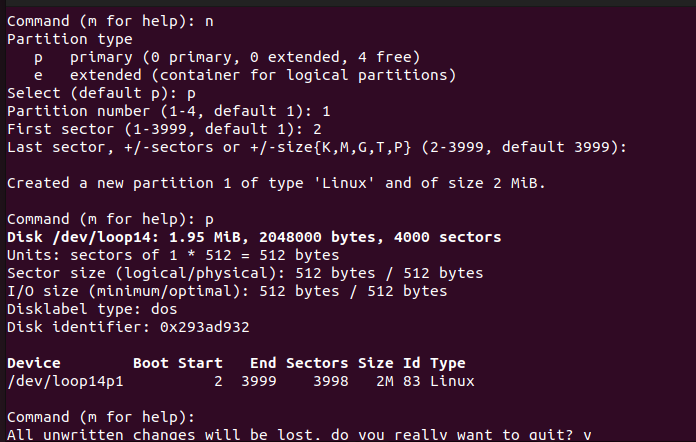 Command (m for help): n
Partition type
   p   primary (0 primary, 0 extended, 4 free)
   e   extended (container for logical partitions)
Select (default p): p
Partition number (1-4, default 1): 1
First sector (1-3999, default 1): 2
Last sector, +/-sectors or +/-size{K,M,G,T,P} (2-3999, default 3999):
Created a new partition 1 of type 'Linux' and of size 2 MiB.
Command (m for help): p
Disk /dev/loop14: 1.95 MiB, 2048000 bytes, 4000 sectors
Units: sectors of 1 * 512 = 512 bytes
Sector size (logical/physical): 512 bytes / 512 bytes
I/O size (minimum/optimal): 512 bytes / 512 bytes
Disklabel type: dos
Disk identifier: 0x293ad932
Device        Boot Start   End Sectors Size Id Type
/dev/loop14p1          2  3999    3998   2M 83 Linux
Command (m for help):
All unwritten changes will be lost, do you really want to quit? y